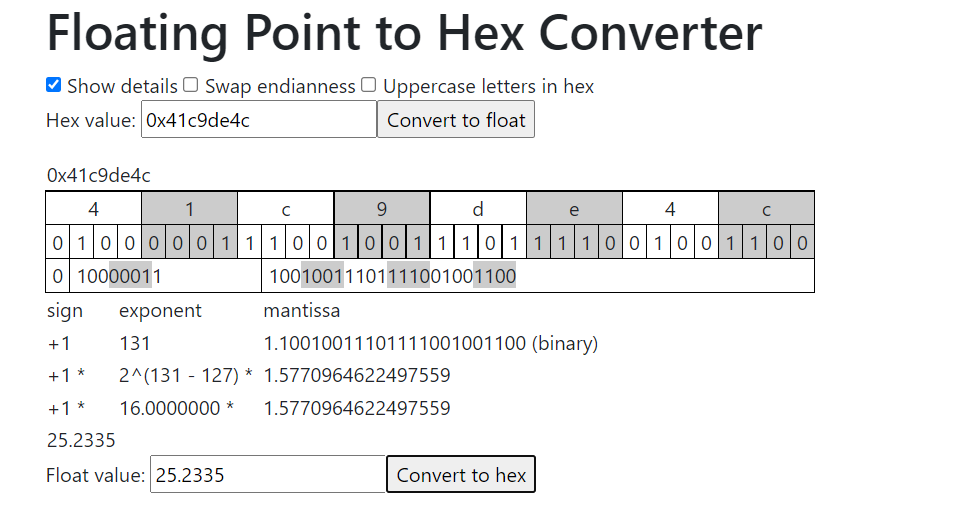 Floating Point to Hex Converter
Show details Swap endianness Uppercase letters in hex
Hex value: 0x41c9de4c Convert to float
0x41c9de4c
4 1 c 9 d e 4 c
0 1 0 0 0 0 0 1 1 1 0 0 1 0 0 1 1 1 0 1 1 1 1 0 0 1 0 0 1 1 0 0
0 10000011 10010011101111001001100
sign exponent mantissa
+1 131 1.10010011101111001001100 (binary)
+1 * 2^(131 - 127) * 1.5770964622497559
+1 * 16.0000000 * 1.5770964622497559
25.2335
Float value: 25.2335 Convert to hex